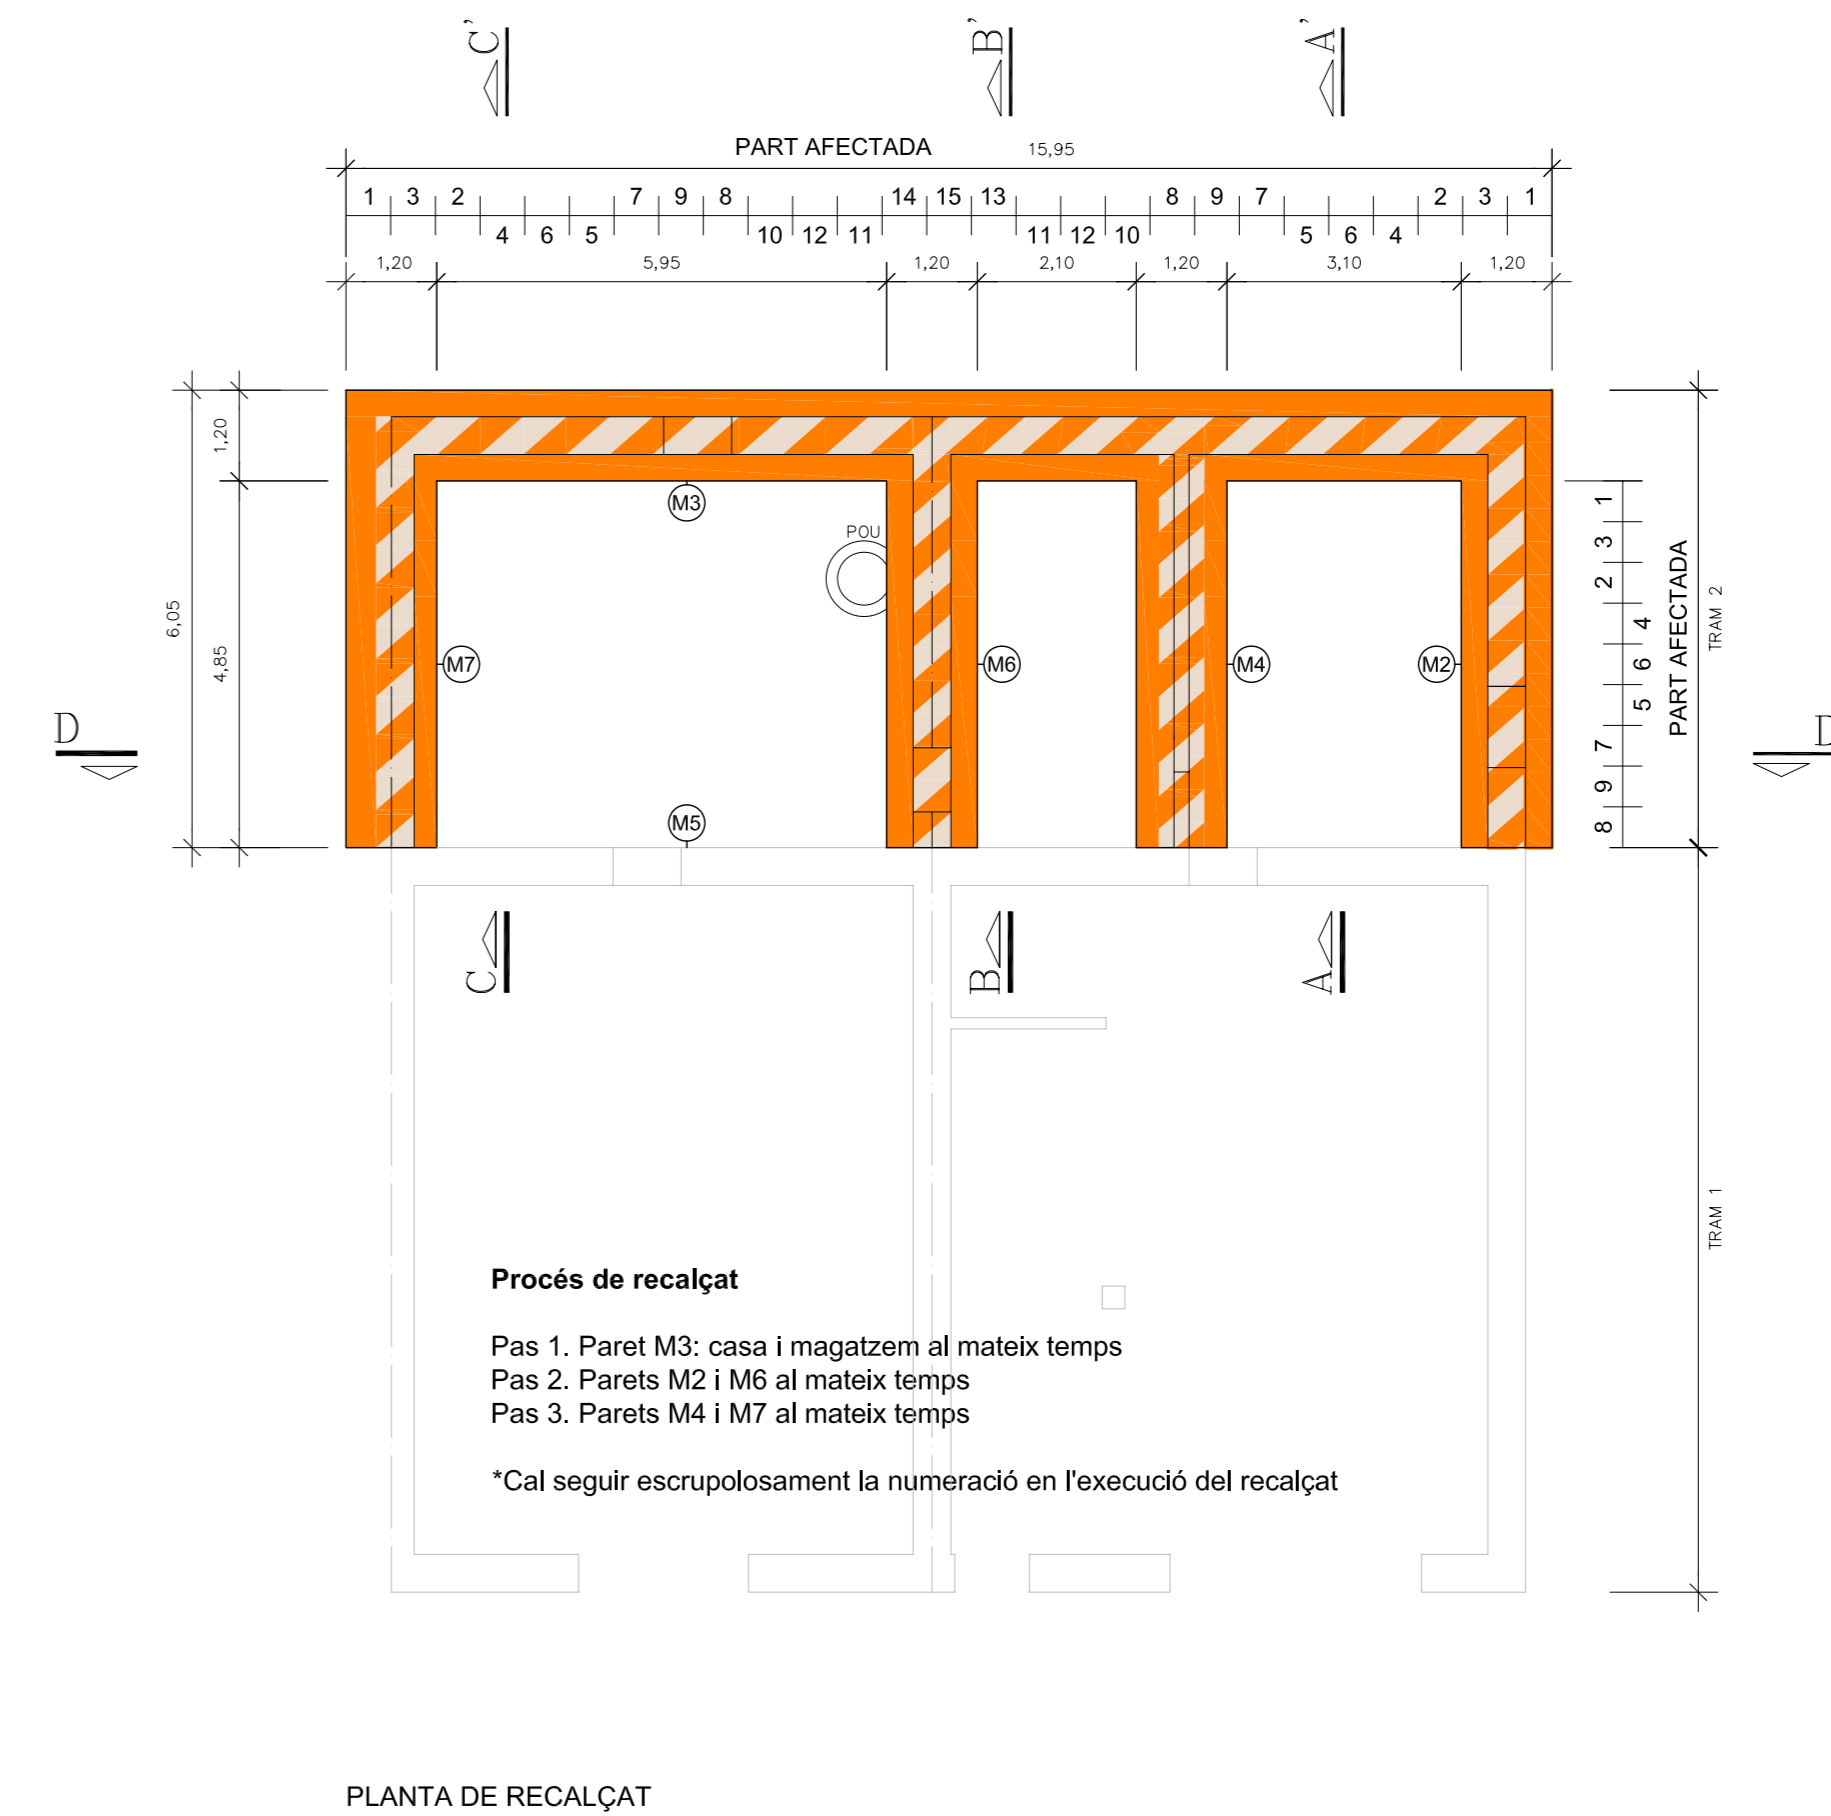 C' B' A'
PART AFECTADA 15,95
1 3 2 7 9 8 14 15 13 8 9 7 2 3 1
4 6 5 10 12 11 11 12 10 5 6 4
1,20 5,95 1,20 2,10 1,20 3,10 1,20
1,20
6,05
4,85
M3
POU
M7
M6
M4
M2
M5
1 3 2 4 6 5 7 9 8
PART AFECTADA
TRAM 2
D D
C B A
TRAM 1
Procés de recalçat
Pas 1. Paret M3: casa i magatzem al mateix temps
Pas 2. Parets M2 i M6 al mateix temps
Pas 3. Parets M4 i M7 al mateix temps
*Cal seguir escrupolosament la numeració en l'execució del recalçat
PLANTA DE RECALÇAT